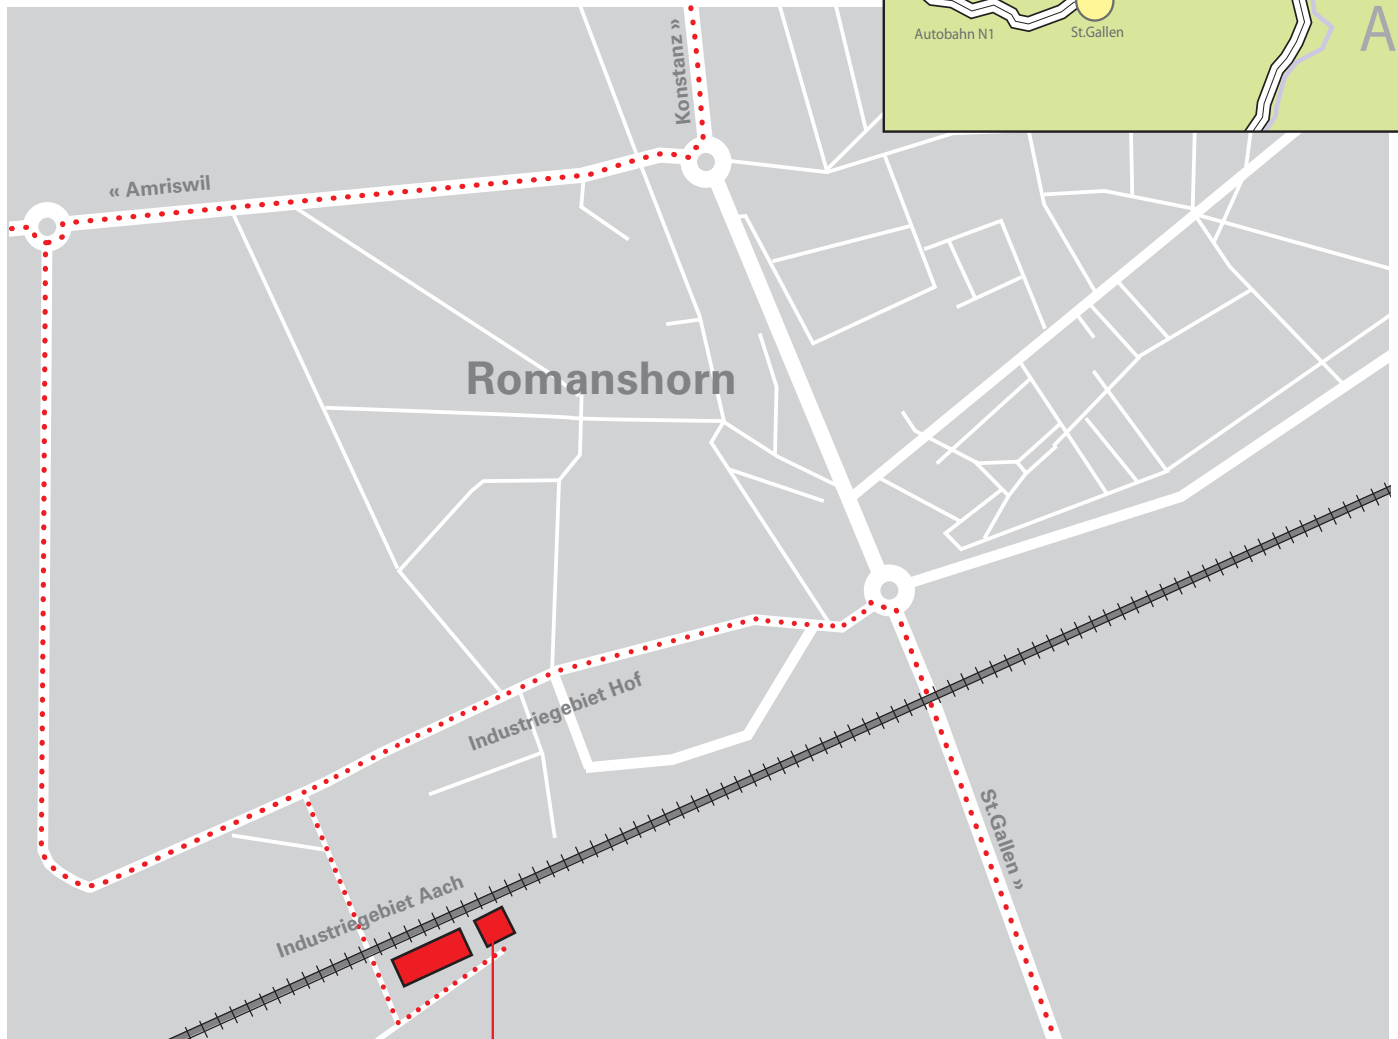 Autobahn N1
St.Gallen
A
Konstanz »
« Amriswil
Romanshorn
Industriegebiet Hof
St.Gallen »
Industriegebiet Aach